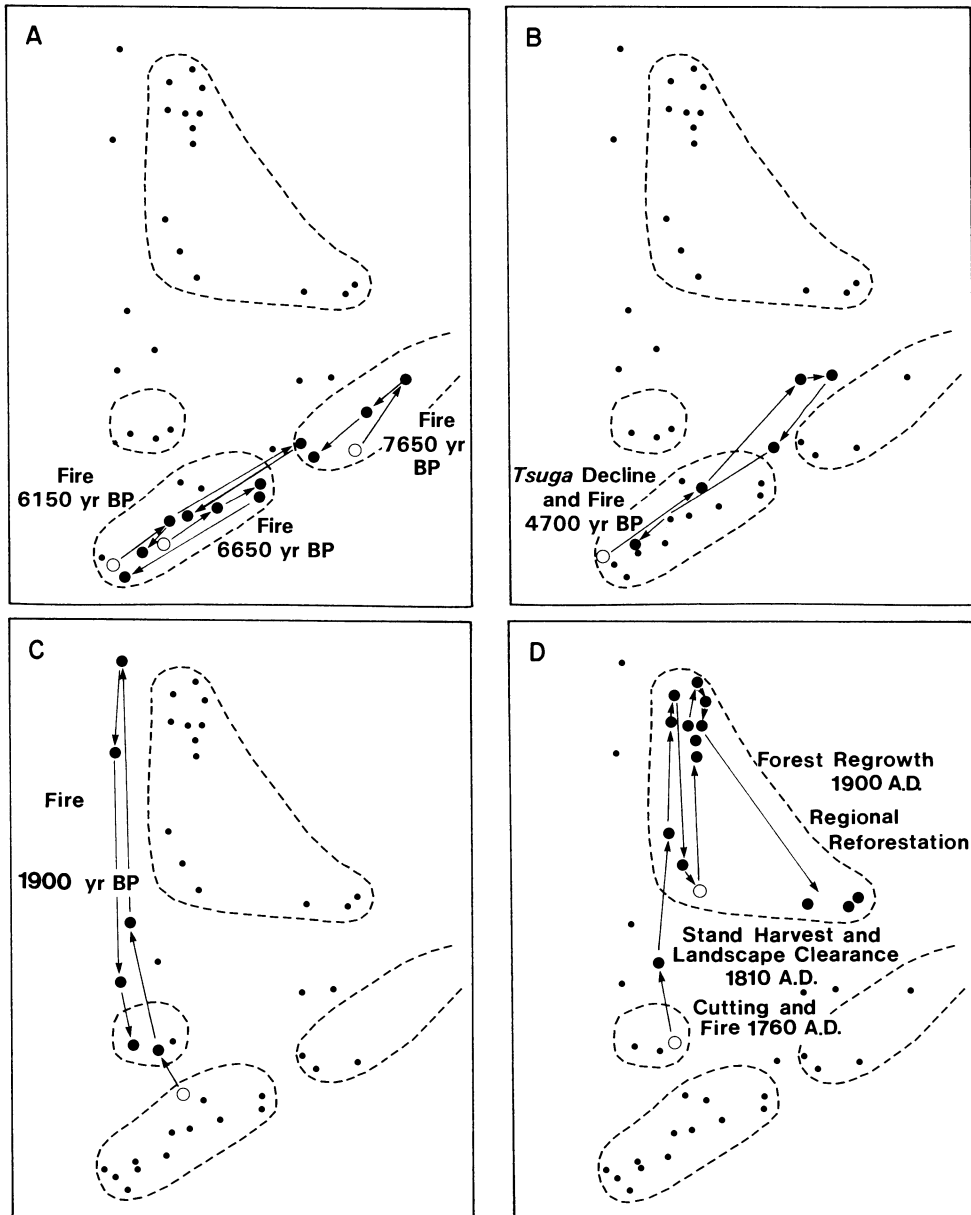 A
Fire
7650 yr
BP
Fire
6150 yr BP
Fire
6650 yr BP
B
Tsuga Decline
and Fire
4700 yr BP
C
Fire
1900 yr BP
D
Forest Regrowth
1900 A.D.
Regional
Reforestation
Stand Harvest and
Landscape Clearance
1810 A.D.
Cutting and
Fire 1760 A.D.